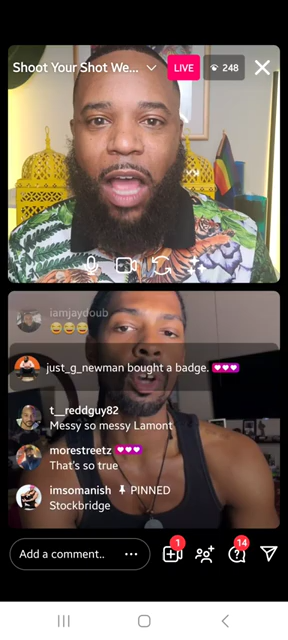 Shoot Your Shot We...
LIVE
248
iamjaydoub
😂😂😂
just_g_newman bought a badge.
t__reddguy82
Messy so messy Lamont
morestreetz
That's so true
imsomanish PINNED
Stockbridge
Add a comment..
1
14